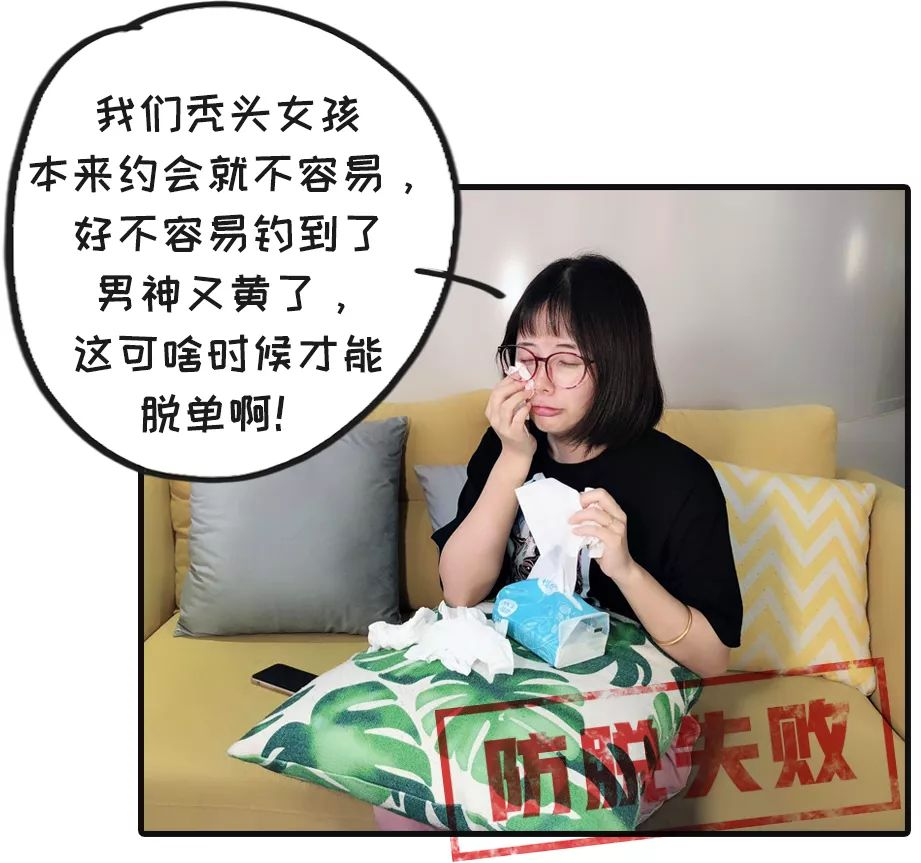 我们秃头女孩
本来约会就不容易，
好不容易钓到了
男神又黄了，
这可啥时候才能
脱单啊！
防脱失败